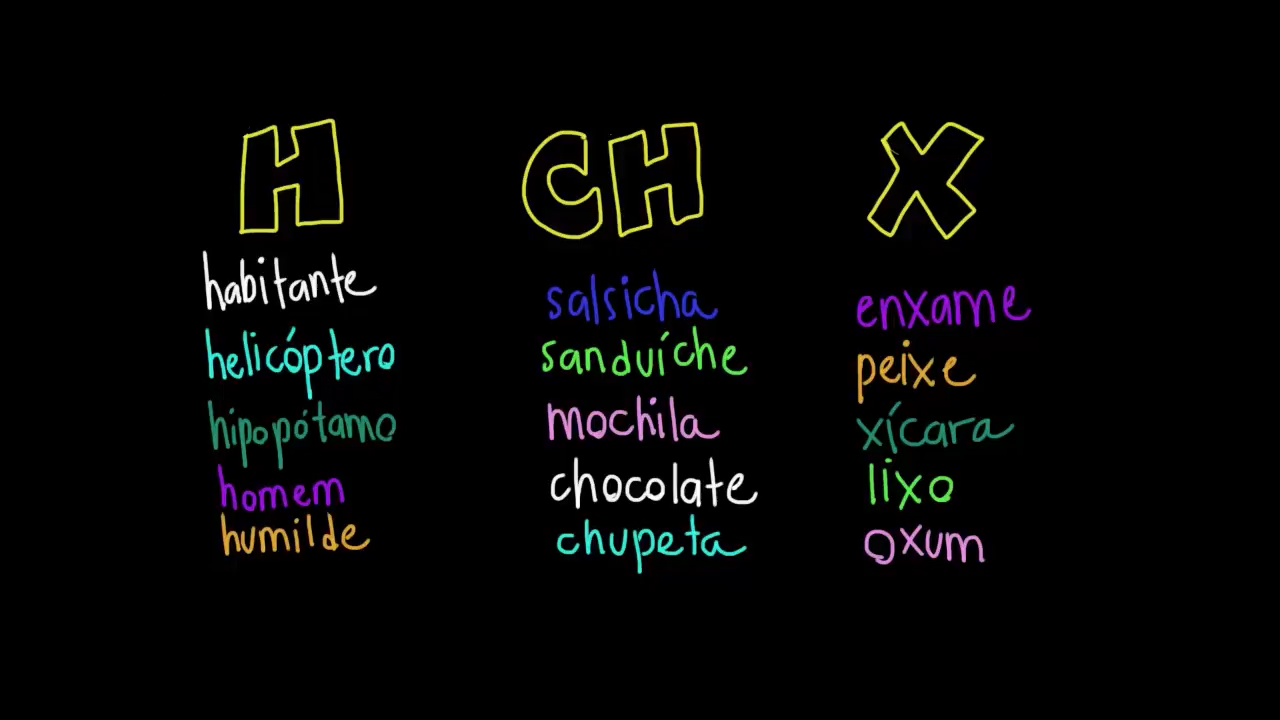 H
habitante
helicóptero
hipopótamo
homem
humilde
CH
salsicha
sanduíche
mochila
chocolate
chupeta
X
enxame
peixe
xícara
lixo
oxum